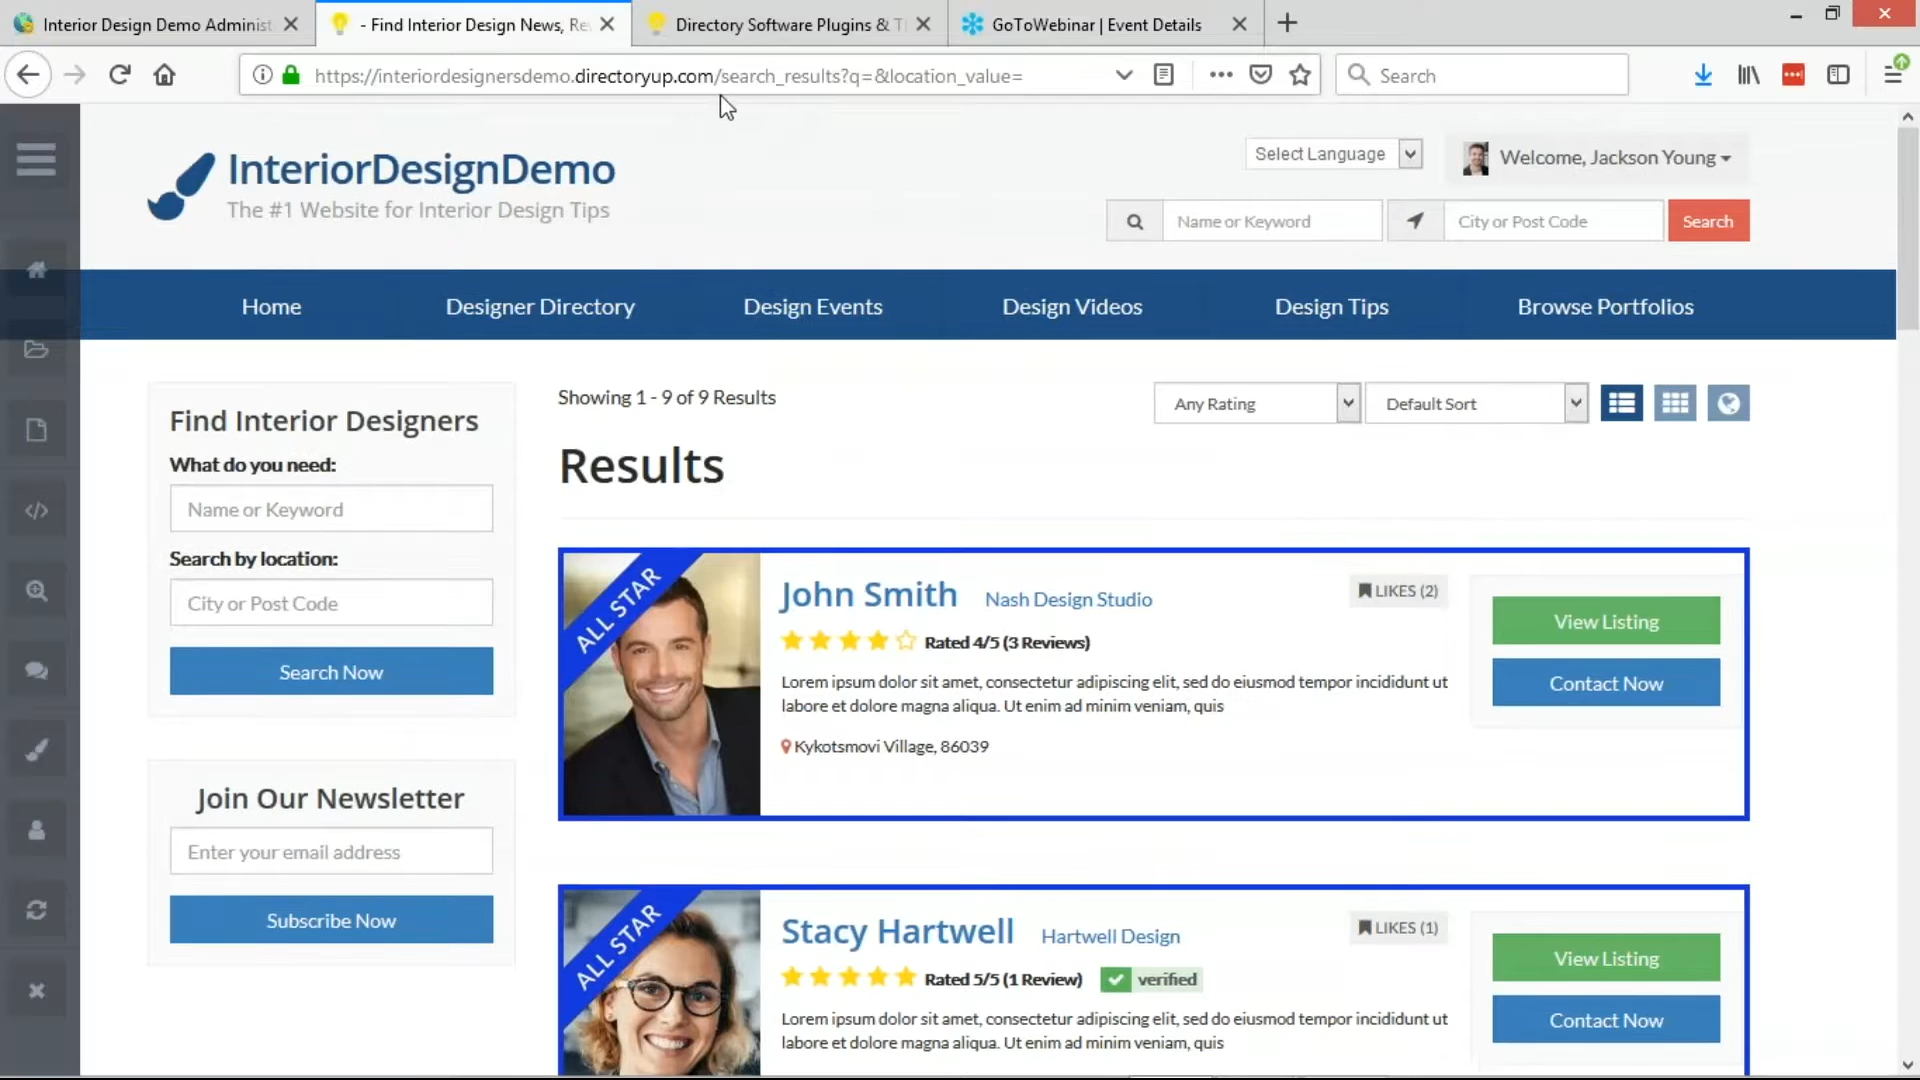 Interior Design Demo Administ
- Find Interior Design News, Re
Directory Software Plugins & T
GoToWebinar | Event Details
https://interiordesignersdemo.directoryup.com/search_results?q=&location_value=
Search
InteriorDesignDemo
The #1 Website for Interior Design Tips
Select Language
Welcome, Jackson Young
Name or Keyword
City or Post Code
Search
Home
Designer Directory
Design Events
Design Videos
Design Tips
Browse Portfolios
Find Interior Designers
What do you need:
Name or Keyword
Search by location:
City or Post Code
Search Now
Join Our Newsletter
Enter your email address
Subscribe Now
Showing 1 - 9 of 9 Results
Any Rating
Default Sort
Results
ALL STAR
John Smith Nash Design Studio
LIKES (2)
Rated 4/5 (3 Reviews)
Lorem ipsum dolor sit amet, consectetur adipiscing elit, sed do eiusmod tempor incididunt ut
labore et dolore magna aliqua. Ut enim ad minim veniam, quis
Kykotsmovi Village, 86039
View Listing
Contact Now
ALL STAR
Stacy Hartwell Hartwell Design
LIKES (1)
Rated 5/5 (1 Review)
verified
Lorem ipsum dolor sit amet, consectetur adipiscing elit, sed do eiusmod tempor incididunt ut
labore et dolore magna aliqua. Ut enim ad minim veniam, quis
View Listing
Contact Now